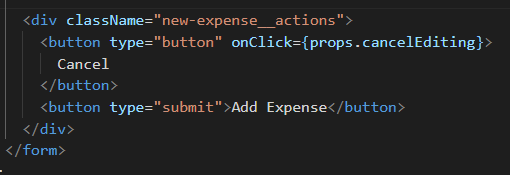 <div className="new-expense__actions">
<button type="button" onClick={props.cancelEditing}>
Cancel
</button>
<button type="submit">Add Expense</button>
</div>
</form>